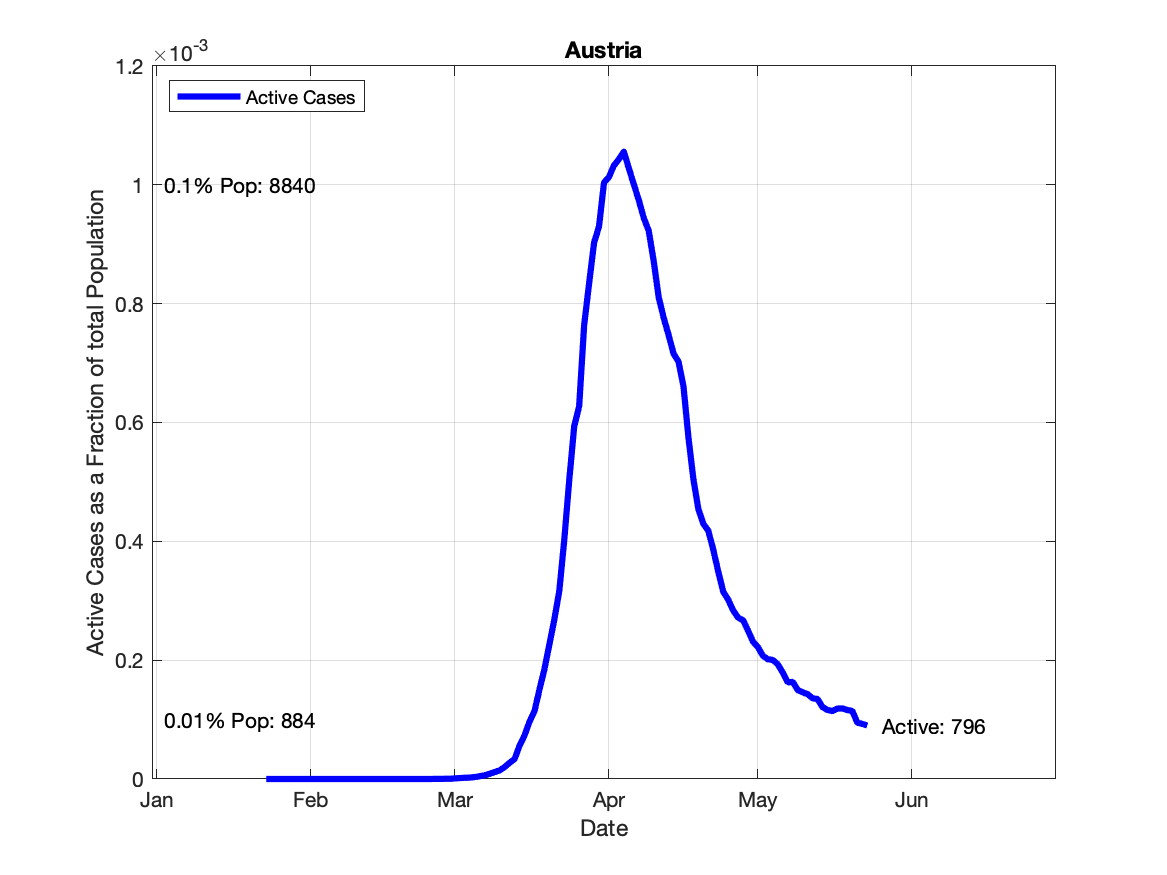 Austria
×10-3
1.2
1
0.8
0.6
0.4
0.2
0
Active Cases
0.1% Pop: 8840
0.01% Pop: 884
Active: 796
Active Cases as a Fraction of total Population
Jan Feb Mar Apr May Jun
Date